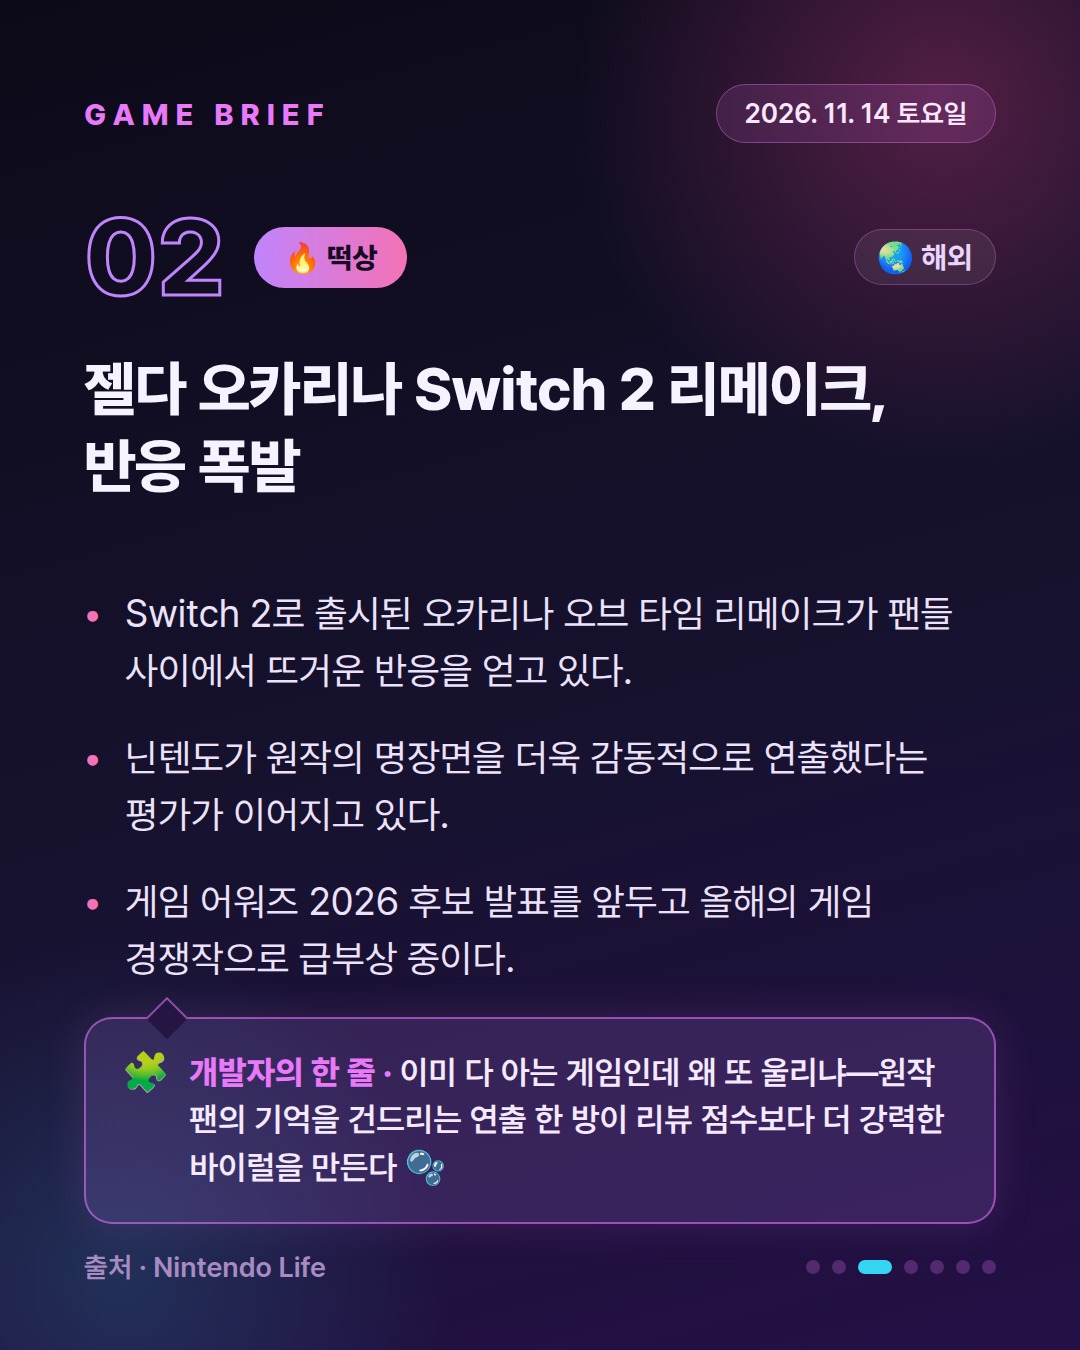 GAME BRIEF
2026. 11. 14 토요일
02
🔥 떡상
🌏 해외
젤다 오카리나 Switch 2 리메이크,
반응 폭발
• Switch 2로 출시된 오카리나 오브 타임 리메이크가 팬들
사이에서 뜨거운 반응을 얻고 있다.
• 닌텐도가 원작의 명장면을 더욱 감동적으로 연출했다는
평가가 이어지고 있다.
• 게임 어워즈 2026 후보 발표를 앞두고 올해의 게임
경쟁작으로 급부상 중이다.
🧩 개발자의 한 줄 · 이미 다 아는 게임인데 왜 또 울리냐—원작
팬의 기억을 건드리는 연출 한 방이 리뷰 점수보다 더 강력한
바이럴을 만든다 🫧
출처 · Nintendo Life